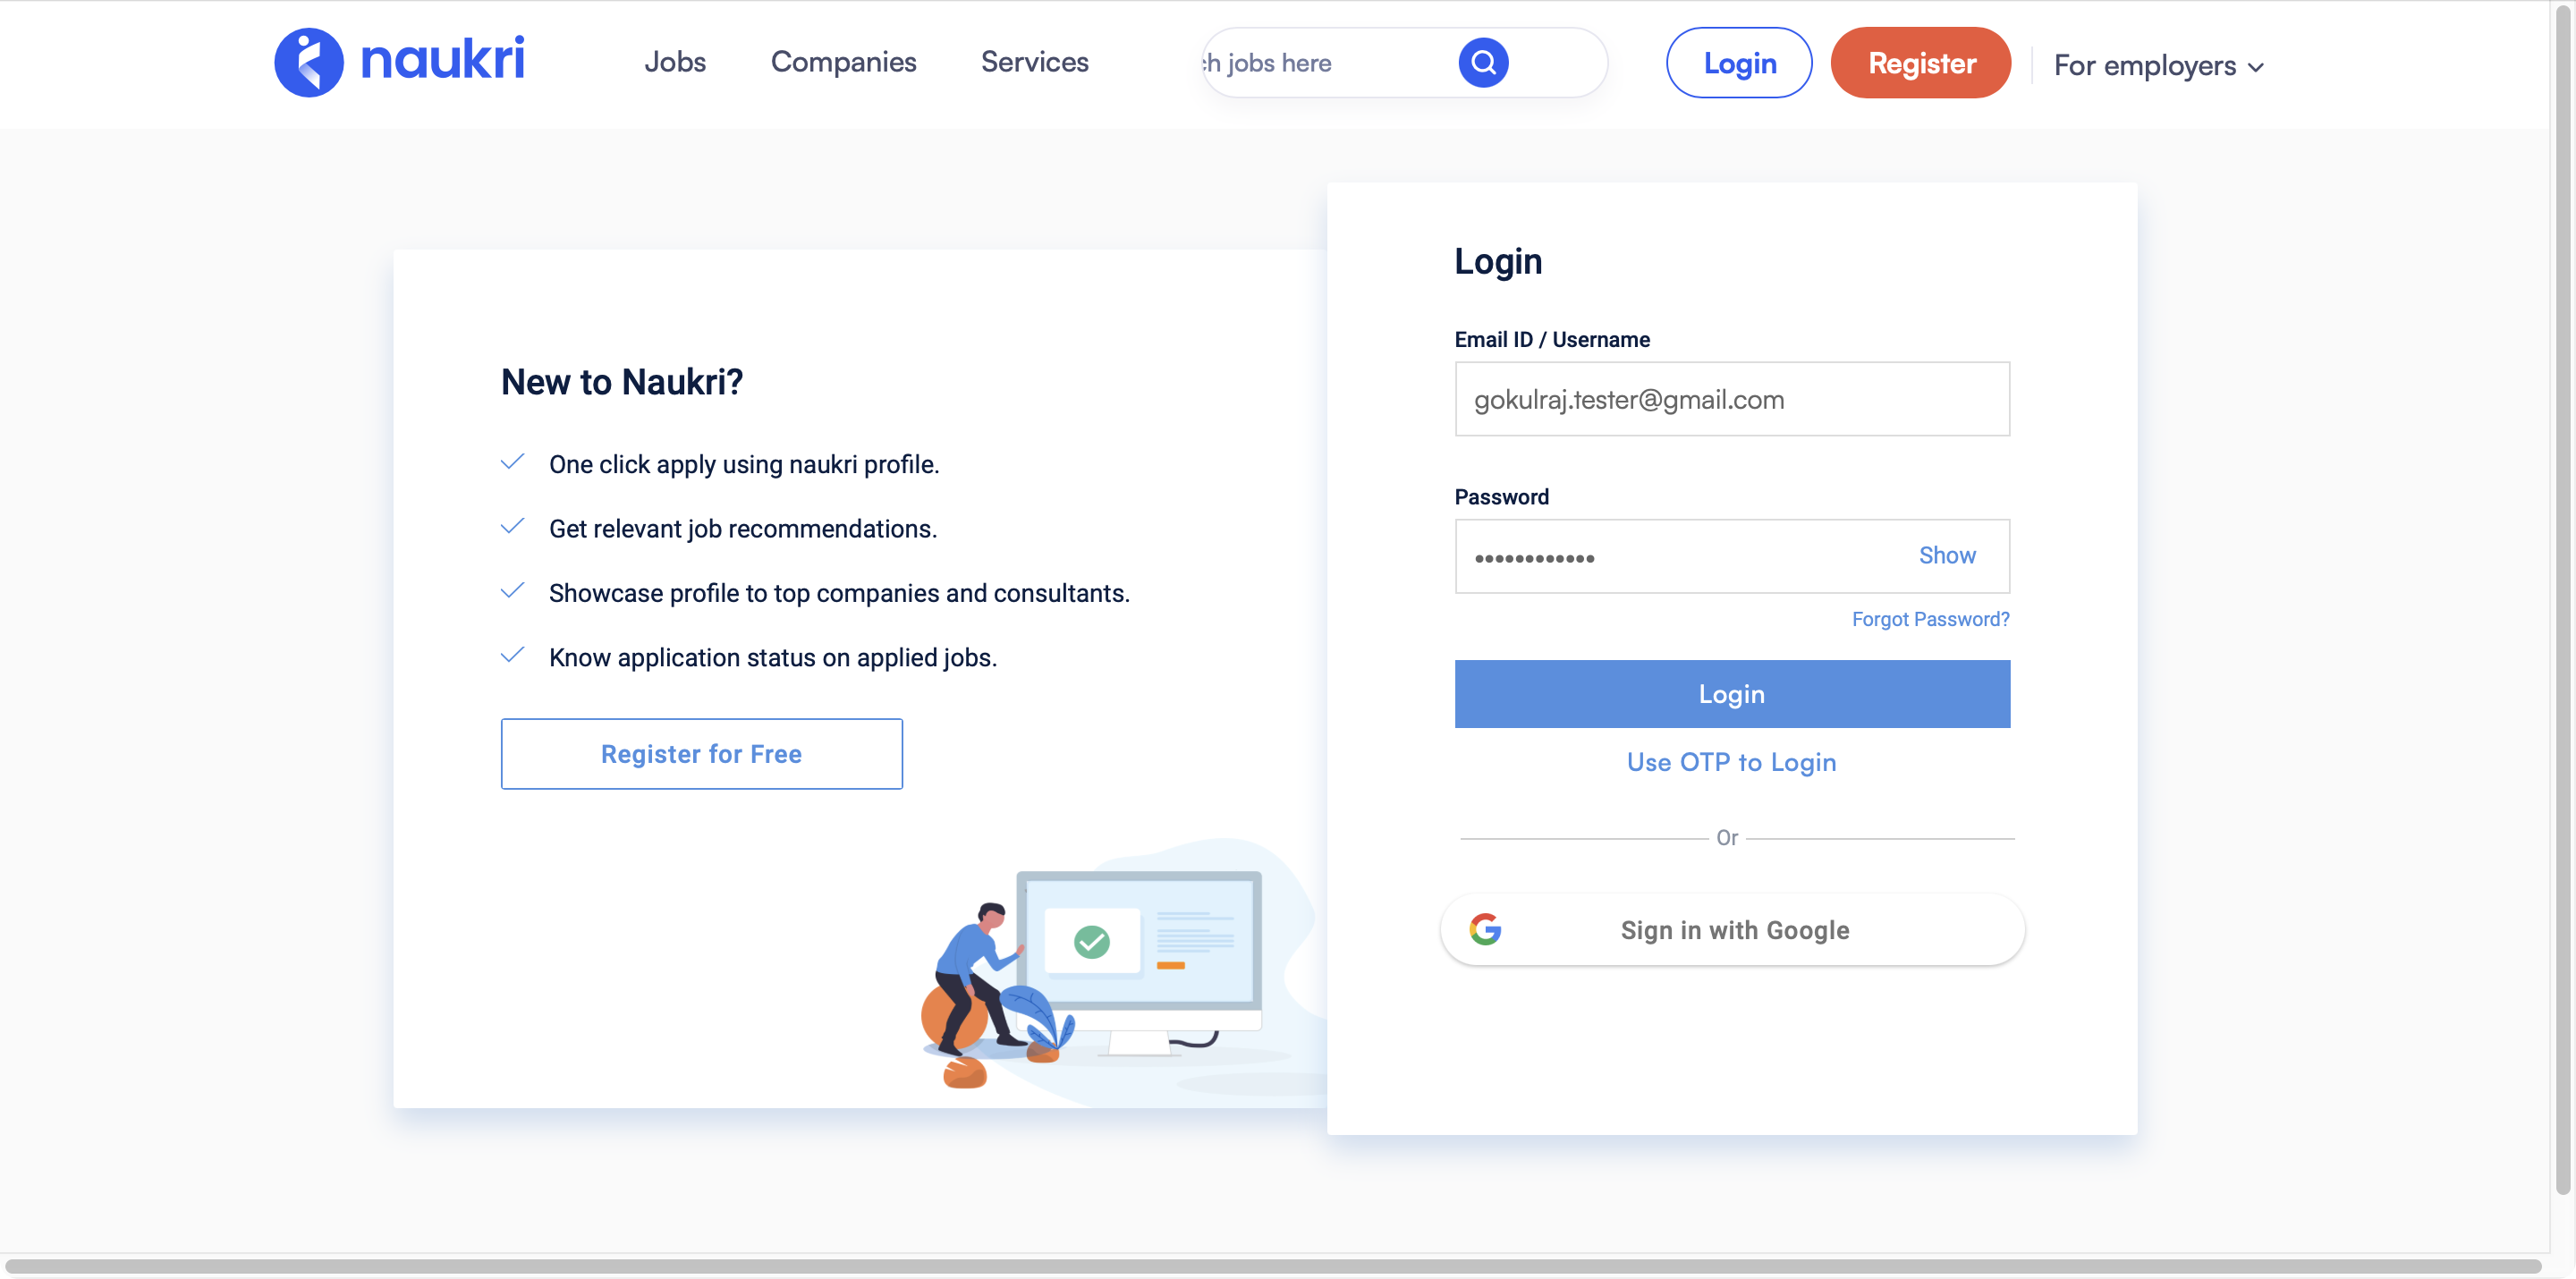 naukri
Jobs
Companies
Services
ch jobs here
Login
Register
For employers
New to Naukri?
One click apply using naukri profile.
Get relevant job recommendations.
Showcase profile to top companies and consultants.
Know application status on applied jobs.
Register for Free
Login
Email ID / Username
gokulraj.tester@gmail.com
Password
••••••••••••
Show
Forgot Password?
Login
Use OTP to Login
Or
Sign in with Google